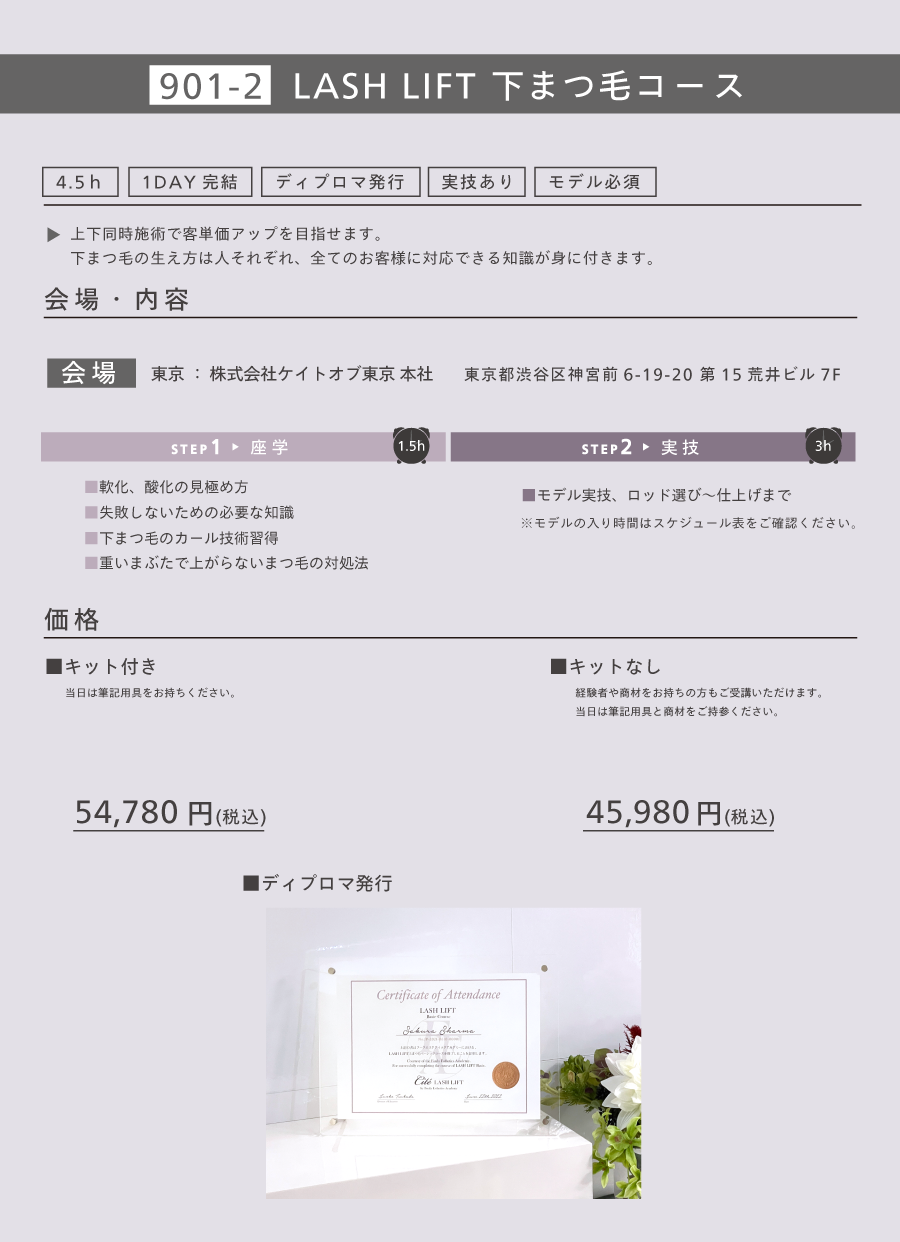 901-2 LASH LIFT 下まつ毛コース
4.5h 1DAY 完結 ディプロマ発行 実技あり モデル必須
▶ 上下同時施術で客単価アップを目指せます。
下まつ毛の生え方は人それぞれ、全てのお客様に対応できる知識が身に付きます。
会場・内容
会場 東京 : 株式会社ケイトオブ東京 本社 東京都渋谷区神宮前 6-19-20 第 15 荒井ビル 7F
STEP1 ▶ 座学 1.5h
STEP2 ▶ 実技 3h
■軟化、酸化の見極め方
■失敗しないための必要な知識
■下まつ毛のカール技術習得
■重いまぶたで上がらないまつ毛の対処法
■モデル実技、ロッド選び～仕上げまで
※モデルの入り時間はスケジュール表をご確認ください。
価格
■キット付き
当日は筆記用具をお持ちください。
54,780 円(税込)
■キットなし
経験者や商材をお持ちの方もご受講いただけます。
当日は筆記用具と商材をご持参ください。
45,980 円(税込)
■ディプロマ発行
Certificate of Attendance
LASH LIFT
Basic Course
Sakura Sharma
Cité LASH LIFT